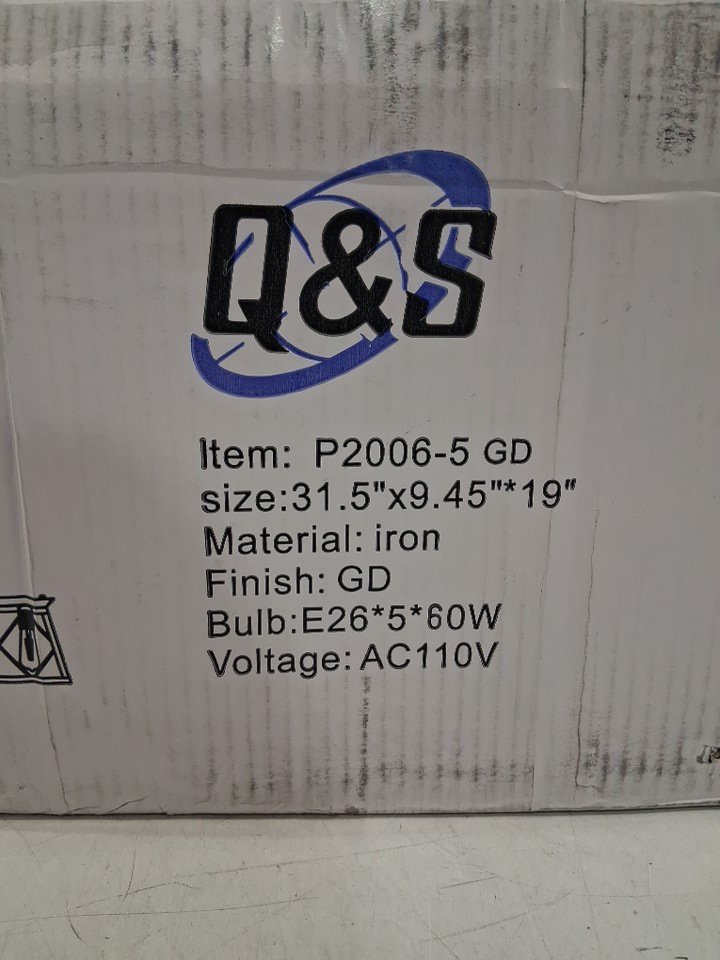 Q&S
Item: P2006-5 GD
size:31.5"x9.45"*19"
Material: iron
Finish: GD
Bulb:E26*5*60W
Voltage: AC110V